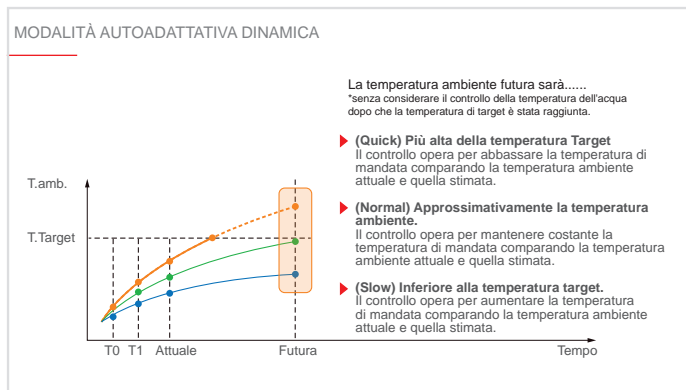 MODALITÀ AUTOADATTATIVA DINAMICA
La temperatura ambiente futura sarà......
*senza considerare il controllo della temperatura dell'acqua
dopo che la temperatura di target è stata raggiunta.
(Quick) Più alta della temperatura Target
Il controllo opera per abbassare la temperatura di
mandata comparando la temperatura ambiente
attuale e quella stimata.
(Normal) Approssimativamente la temperatura
ambiente.
Il controllo opera per mantenere costante la
temperatura di mandata comparando la temperatura
ambiente attuale e quella stimata.
(Slow) Inferiore alla temperatura target.
Il controllo opera per aumentare la temperatura
di mandata comparando la temperatura ambiente
attuale e quella stimata.
T.amb.
T.Target
T0 T1 Attuale Futura Tempo